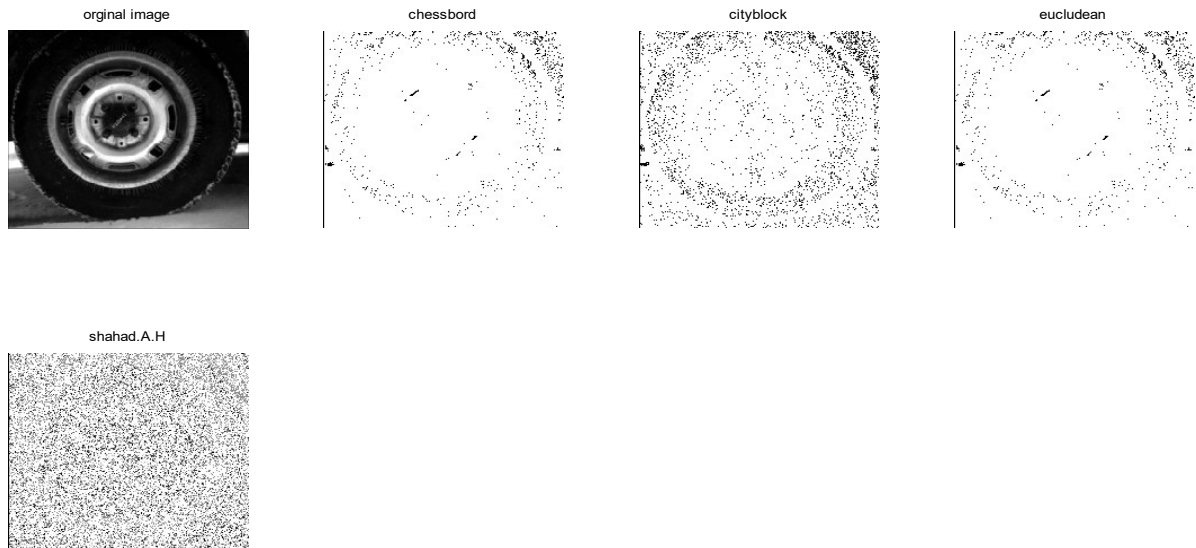 orginal image
chessbord
cityblock
eucludean
shahad.A.H